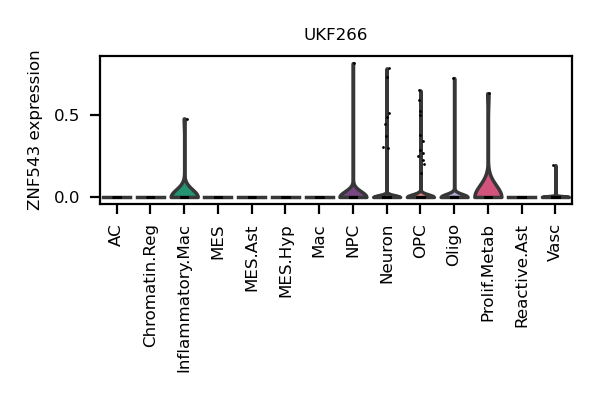 UKF266
ZNF543 expression
0.5
0.0
AC
Chromatin.Reg
Inflammatory.Mac
MES
MES.Ast
MES.Hyp
Mac
NPC
Neuron
OPC
Oligo
Prolif.Metab
Reactive.Ast
Vasc